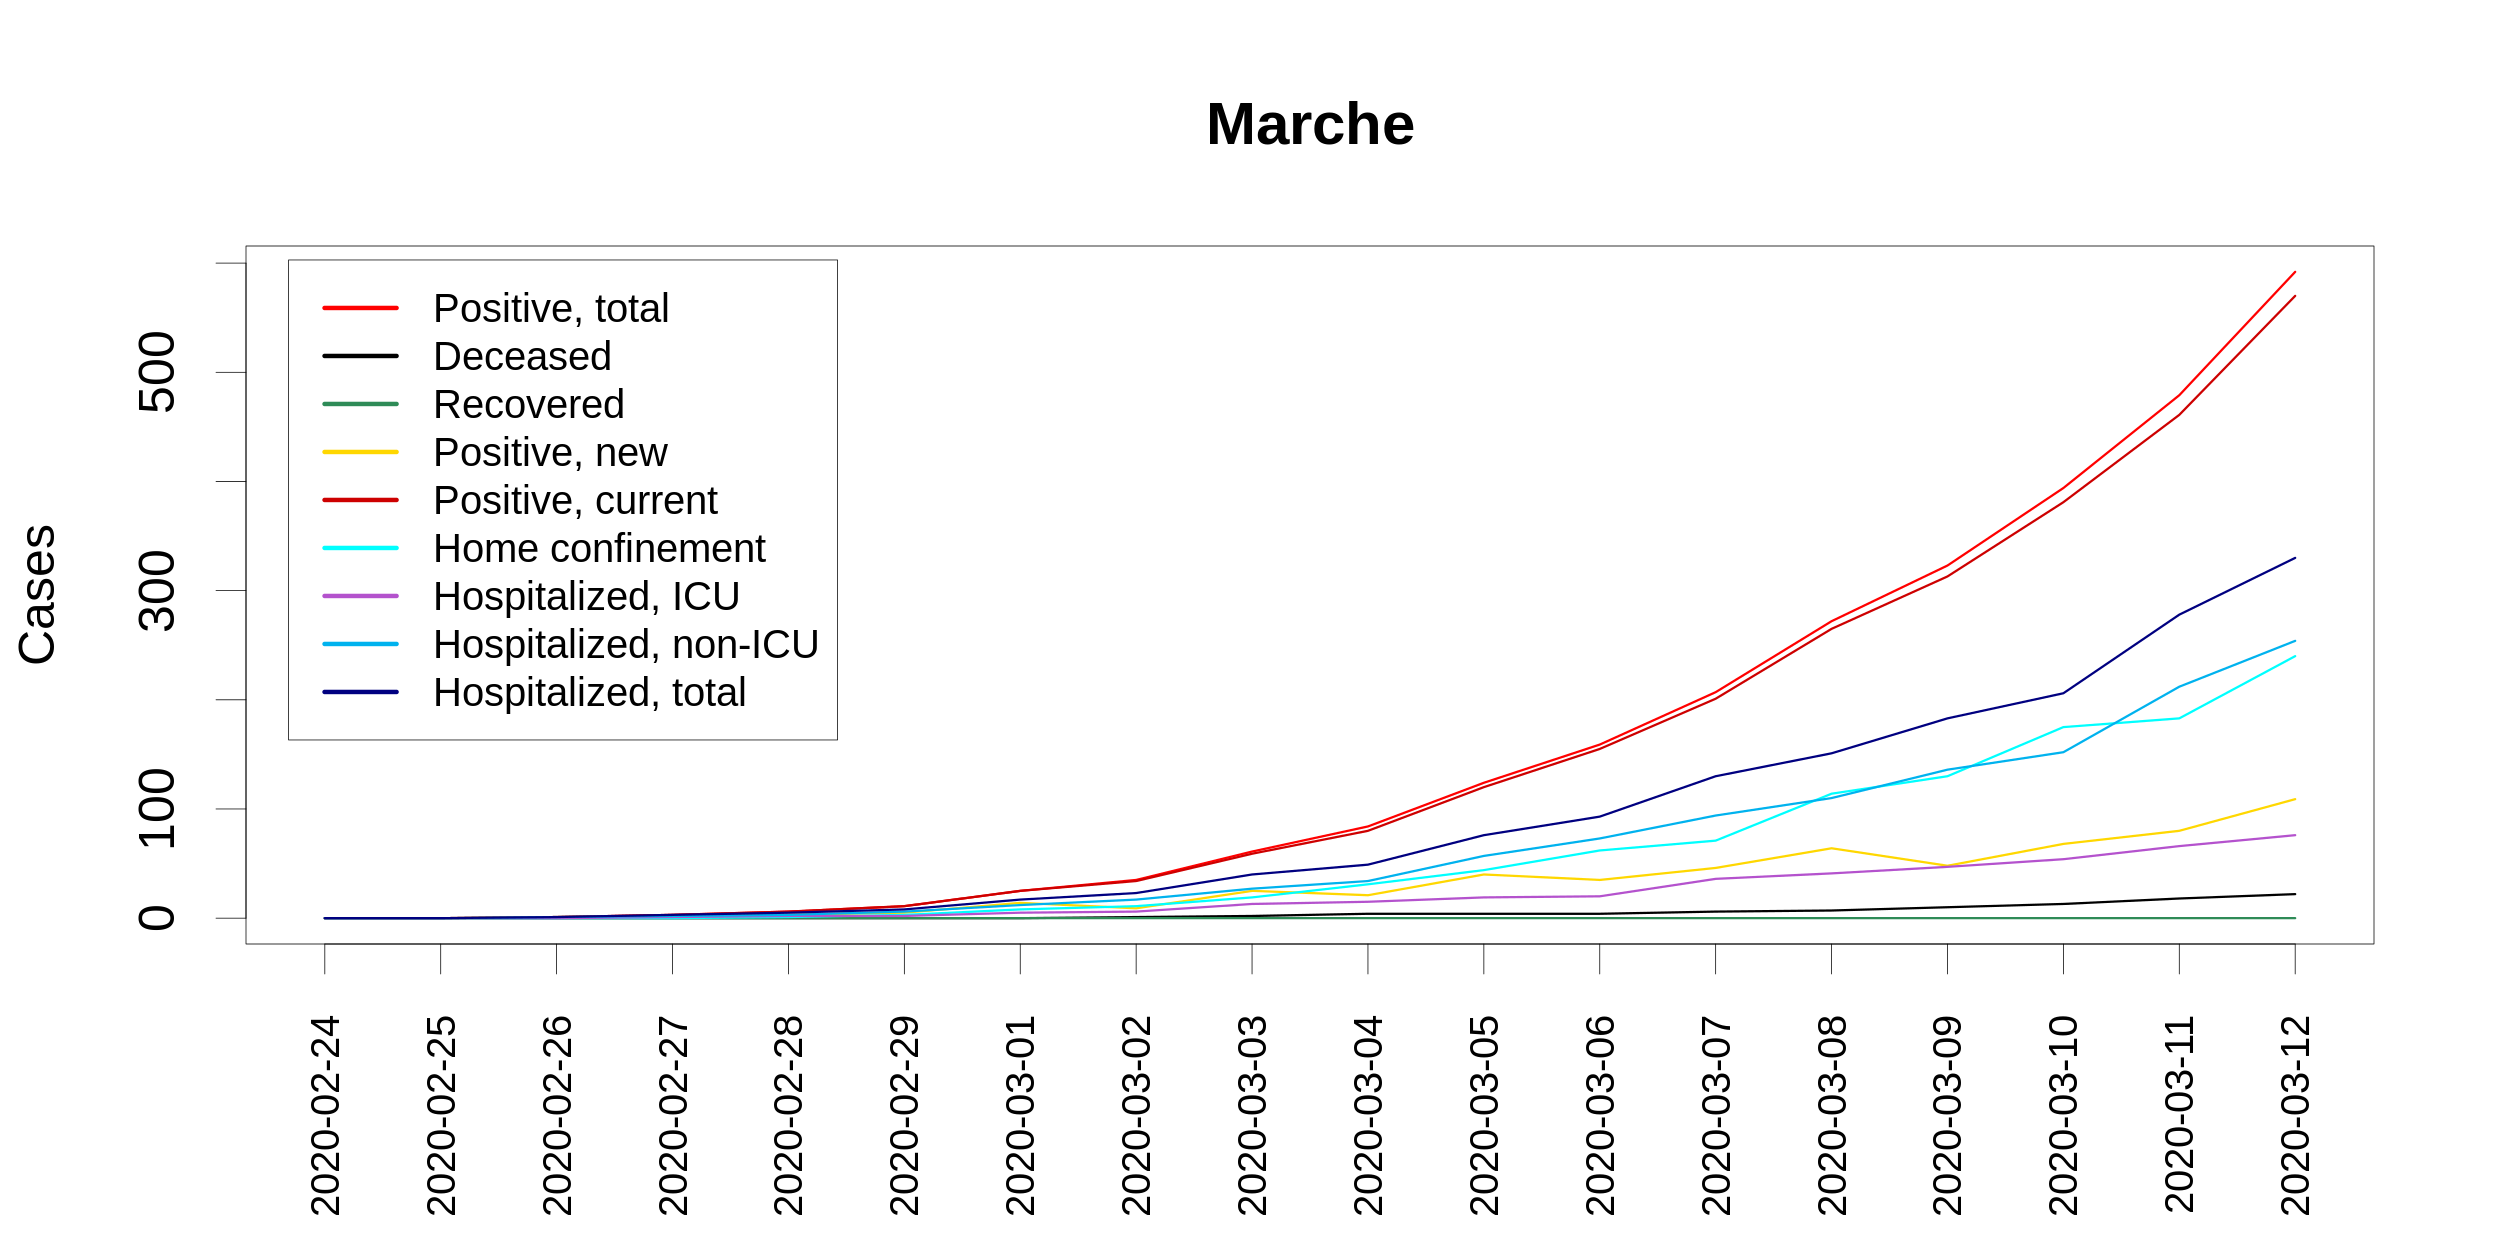 Marche
Cases
500
300
100
0
Positive, total
Deceased
Recovered
Positive, new
Positive, current
Home confinement
Hospitalized, ICU
Hospitalized, non-ICU
Hospitalized, total
2020-02-24
2020-02-25
2020-02-26
2020-02-27
2020-02-28
2020-02-29
2020-03-01
2020-03-02
2020-03-03
2020-03-04
2020-03-05
2020-03-06
2020-03-07
2020-03-08
2020-03-09
2020-03-10
2020-03-11
2020-03-12